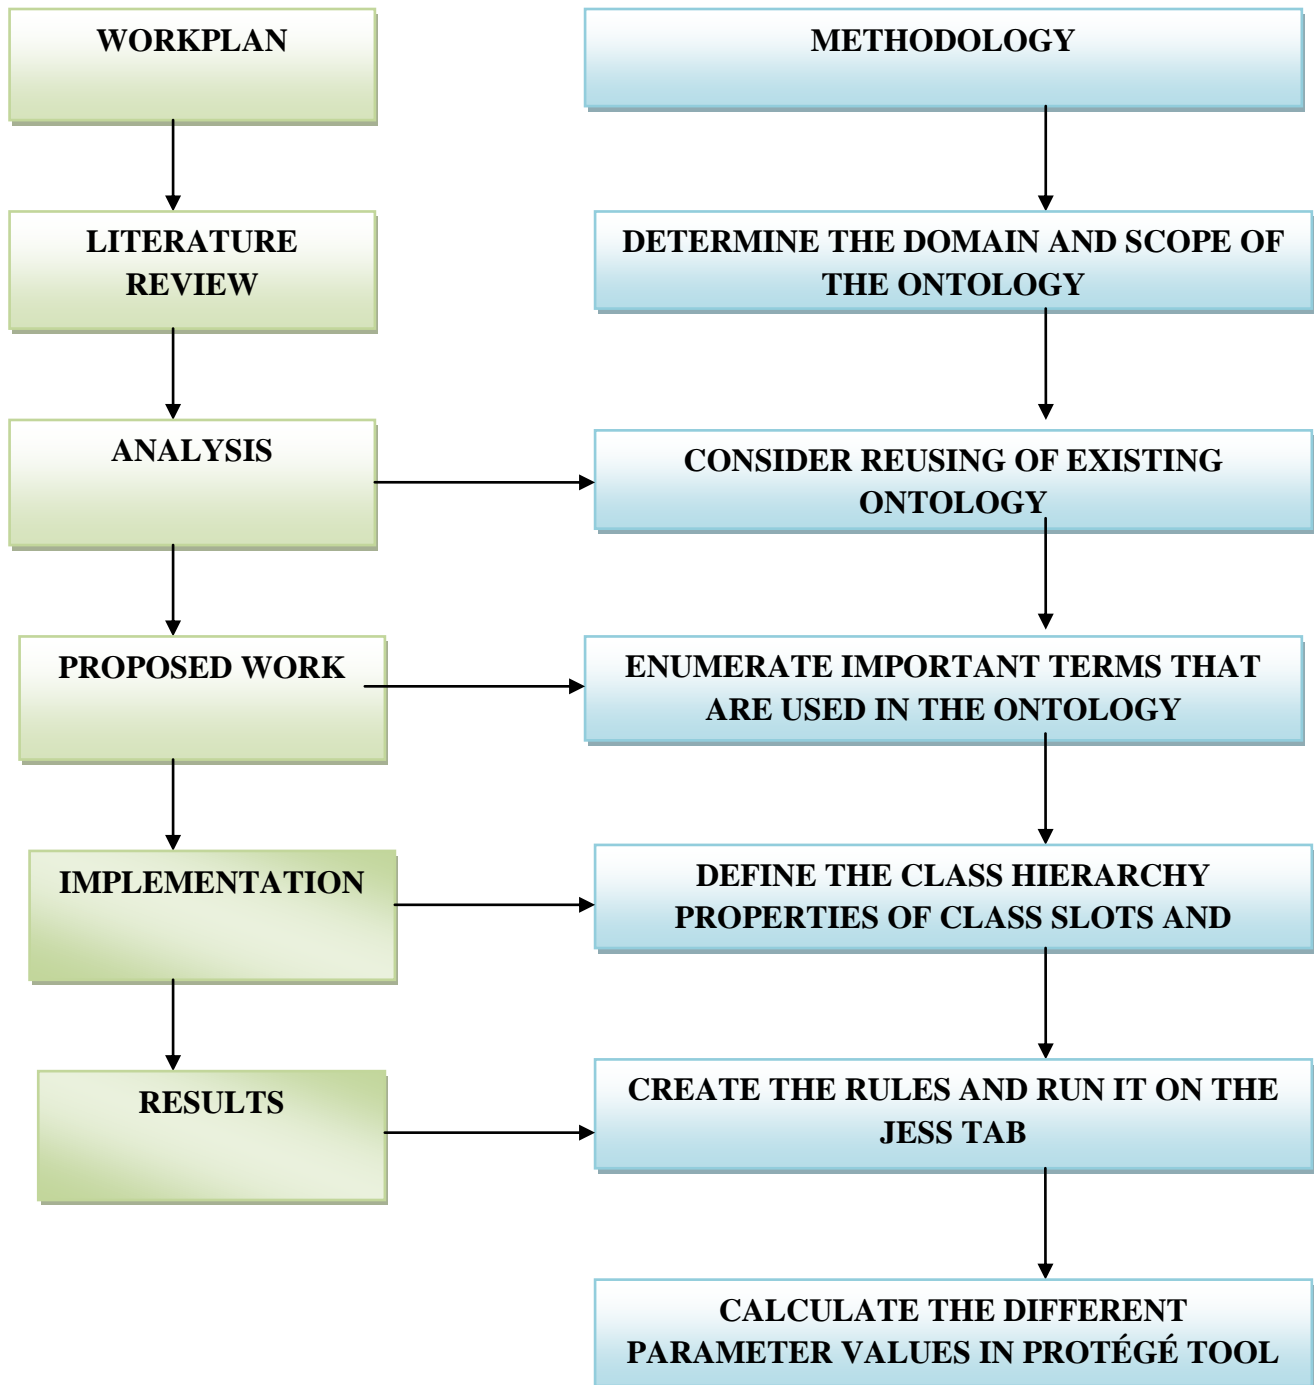 WORKPLAN
METHODOLOGY
LITERATURE
REVIEW
DETERMINE THE DOMAIN AND SCOPE OF
THE ONTOLOGY
ANALYSIS
CONSIDER REUSING OF EXISTING
ONTOLOGY
PROPOSED WORK
ENUMERATE IMPORTANT TERMS THAT
ARE USED IN THE ONTOLOGY
IMPLEMENTATION
DEFINE THE CLASS HIERARCHY
PROPERTIES OF CLASS SLOTS AND
RESULTS
CREATE THE RULES AND RUN IT ON THE
JESS TAB
CALCULATE THE DIFFERENT
PARAMETER VALUES IN PROTÉGÉ TOOL